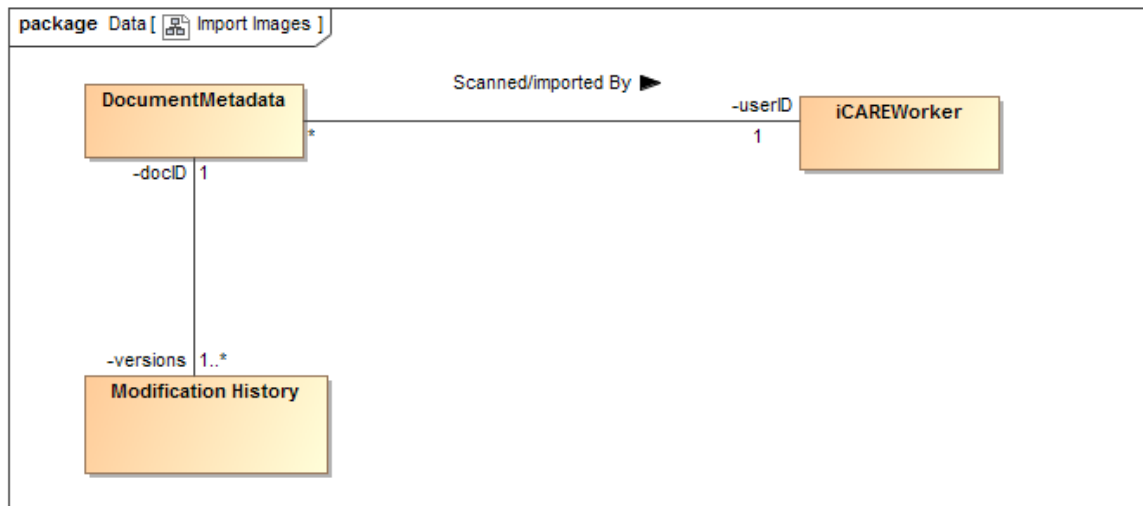 package Data [ Import Images ]
Scanned/imported By
DocumentMetadata
-userID
iCAREWorker
*
1
-docID 1
-versions 1..*
Modification History